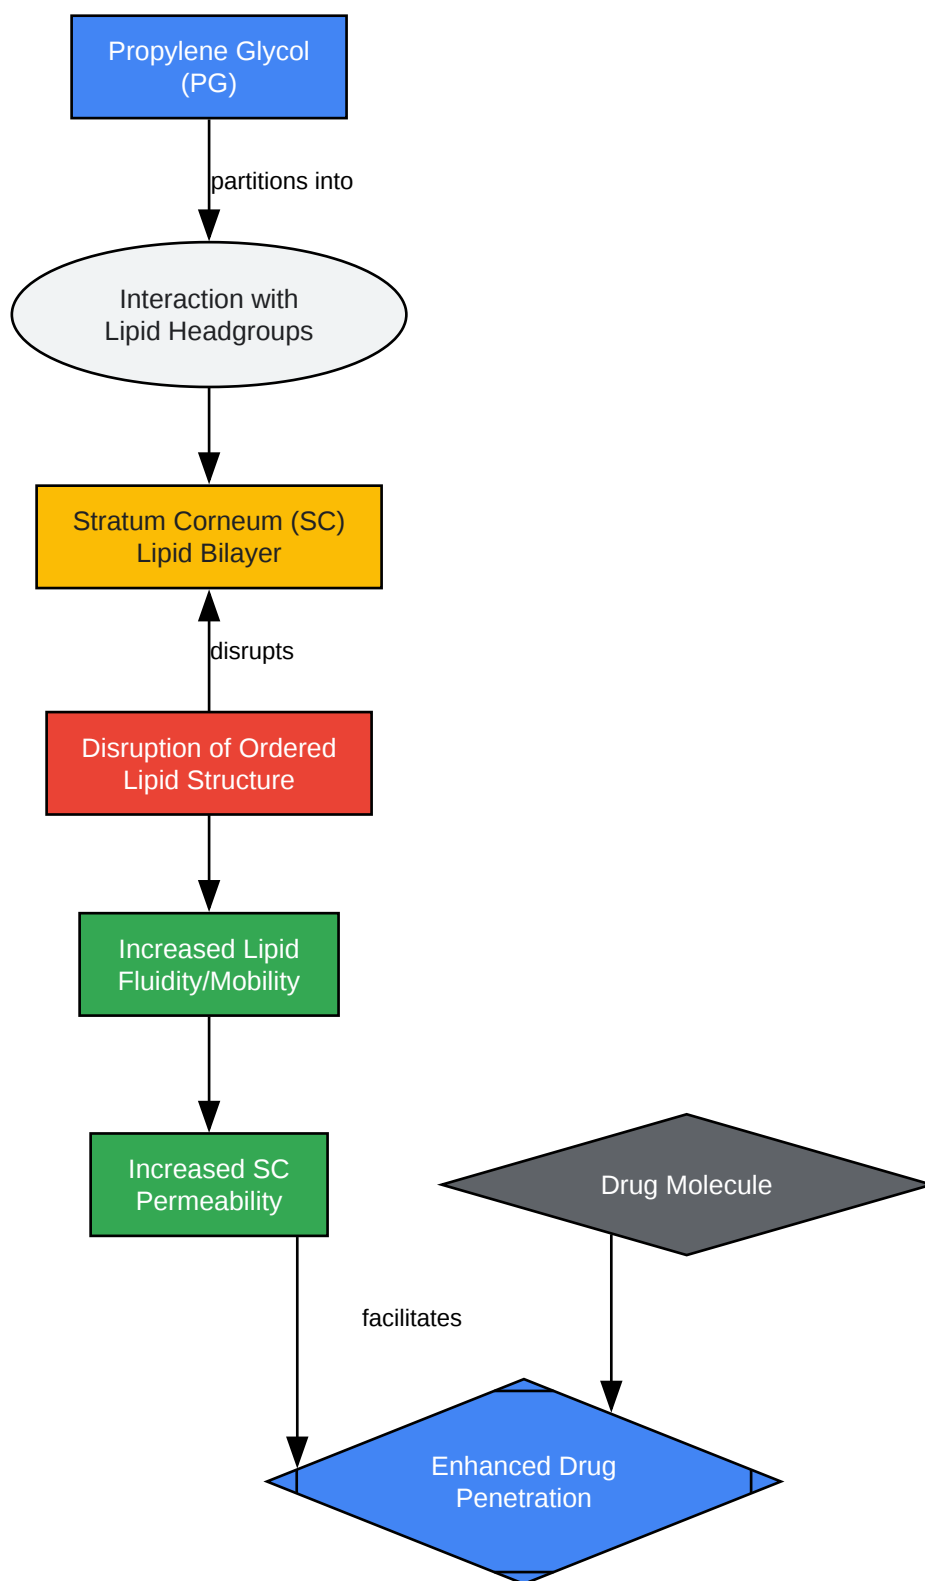 Propylene Glycol
(PG)
partitions into
Interaction with
Lipid Headgroups
Stratum Corneum (SC)
Lipid Bilayer
disrupts
Disruption of Ordered
Lipid Structure
Increased Lipid
Fluidity/Mobility
Increased SC
Permeability
Drug Molecule
facilitates
Enhanced Drug
Penetration